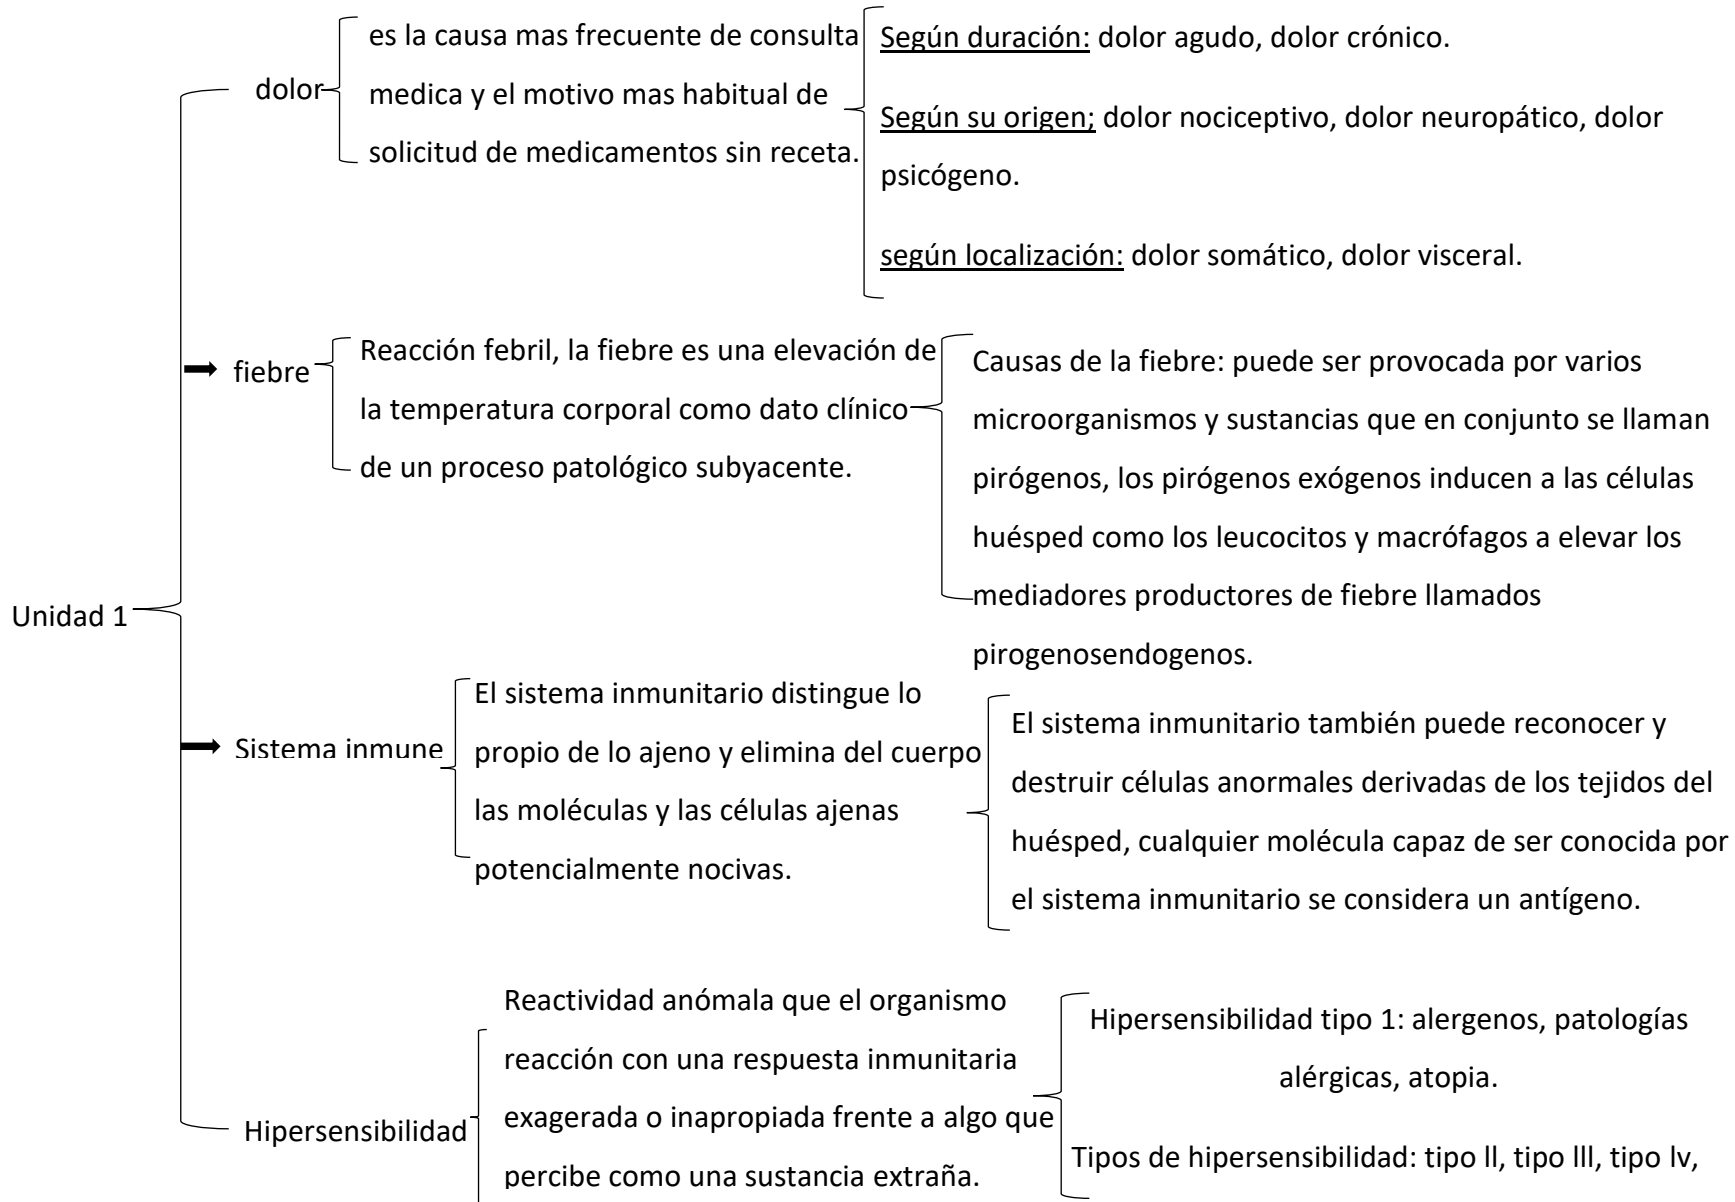 Unidad 1
dolor
es la causa mas frecuente de consulta
medica y el motivo mas habitual de
solicitud de medicamentos sin receta.
Según duración: dolor agudo, dolor crónico.
Según su origen; dolor nociceptivo, dolor neuropático, dolor
psicógeno.
según localización: dolor somático, dolor visceral.
fiebre
Reacción febril, la fiebre es una elevación de
la temperatura corporal como dato clínico
de un proceso patológico subyacente.
Causas de la fiebre: puede ser provocada por varios
microorganismos y sustancias que en conjunto se llaman
pirógenos, los pirógenos exógenos inducen a las células
huésped como los leucocitos y macrófagos a elevar los
mediadores productores de fiebre llamados
pirogenosendogenos.
Sistema inmune
El sistema inmunitario distingue lo
propio de lo ajeno y elimina del cuerpo
las moléculas y las células ajenas
potencialmente nocivas.
El sistema inmunitario también puede reconocer y
destruir células anormales derivadas de los tejidos del
huésped, cualquier molécula capaz de ser conocida por
el sistema inmunitario se considera un antígeno.
Hipersensibilidad
Reactividad anómala que el organismo
reacción con una respuesta inmunitaria
exagerada o inapropiada frente a algo que
percibe como una sustancia extraña.
Hipersensibilidad tipo 1: alergenos, patologías
alérgicas, atopia.
Tipos de hipersensibilidad: tipo ll, tipo lll, tipo lv,